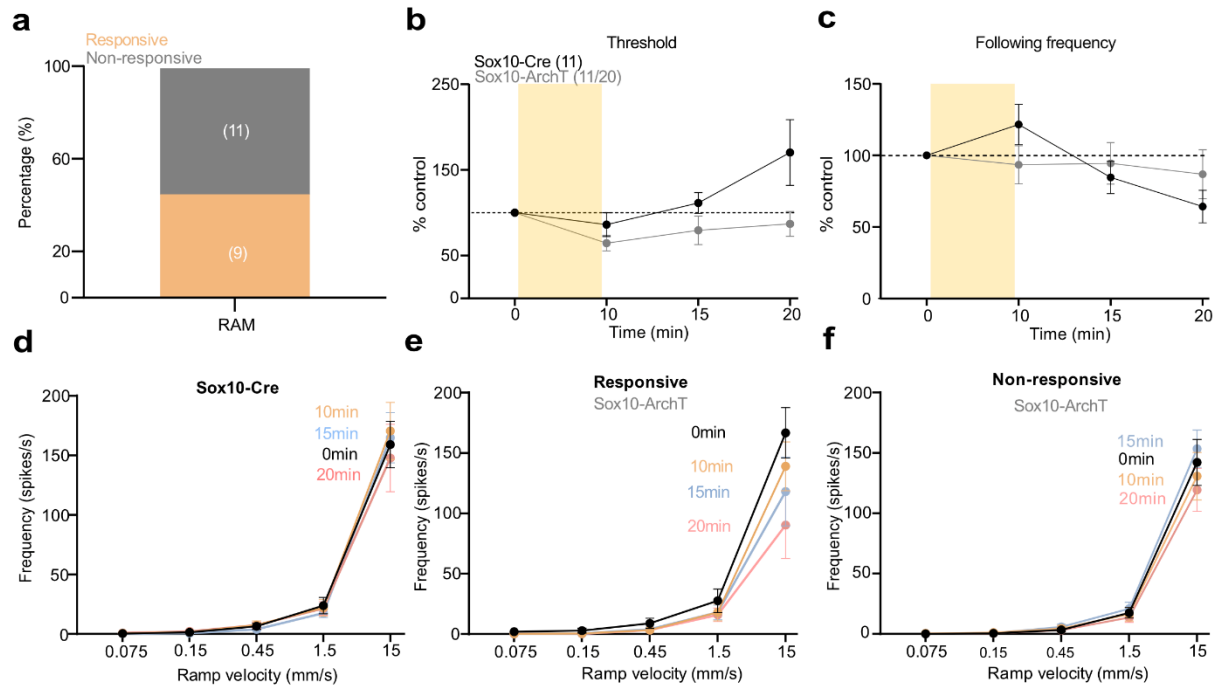 a
Responsive
Non-responsive
100
60
20
0
Percentage (%)
(11)
(9)
RAM
b
Threshold
Sox10-Cre (11)
Sox10-ArchT (11/20)
250
150
50
0
% control
0
10
15
20
Time (min)
c
Following frequency
150
100
50
0
% control
0
10
15
20
Time (min)
d
Sox10-Cre
200
150
100
50
0
Frequency (spikes/s)
10min
15min
0min
20min
0.075
0.15
0.45
1.5
15
Ramp velocity (mm/s)
e
Responsive
Sox10-ArchT
200
150
100
50
0
Frequency (spikes/s)
0min
10min
15min
20min
0.075
0.15
0.45
1.5
15
Ramp velocity (mm/s)
f
Non-responsive
Sox10-ArchT
200
150
100
50
0
Frequency (spikes/s)
15min
0min
10min
20min
0.075
0.15
0.45
1.5
15
Ramp velocity (mm/s)